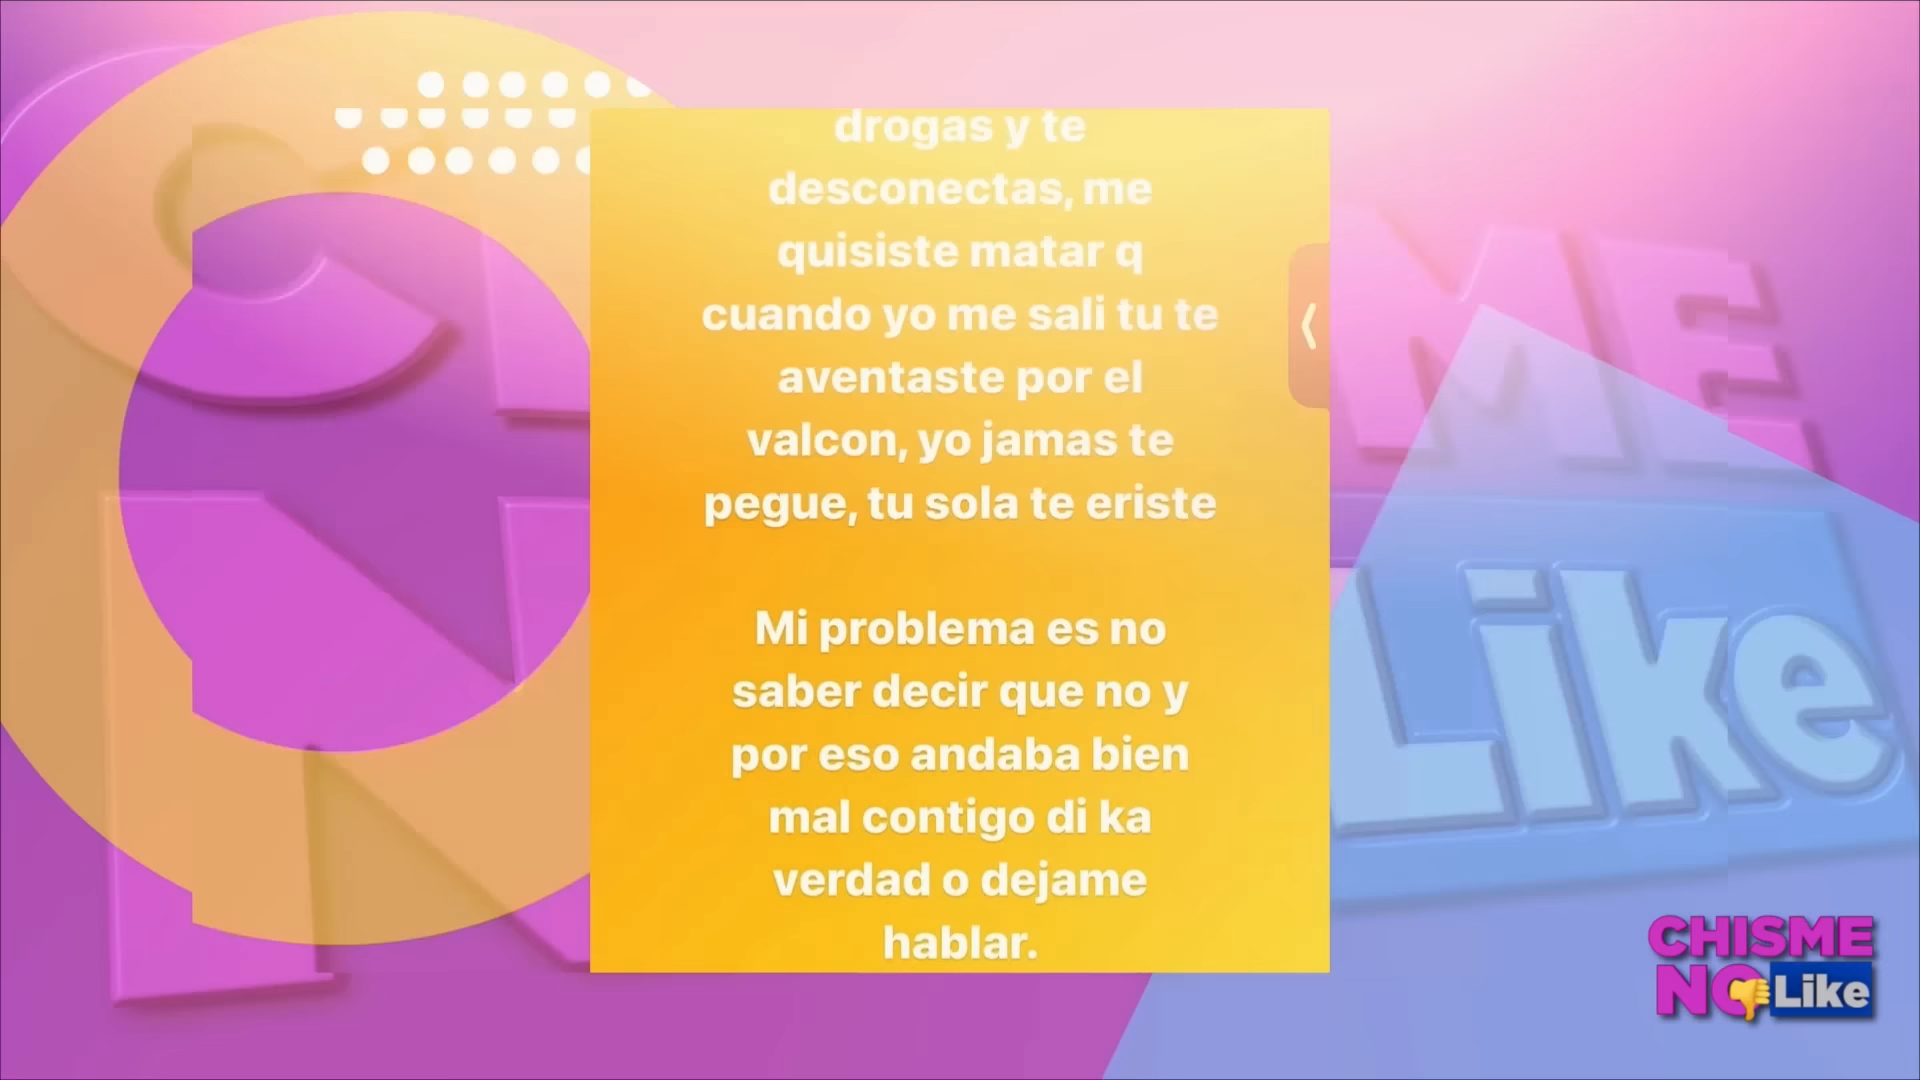 drogas y te
desconectas, me
quisiste matar q
cuando yo me sali tu te
aventaste por el
valcon, yo jamas te
pegue, tu sola te eriste
Mi problema es no
saber decir que no y
por eso andaba bien
mal contigo di ka
verdad o dejame
hablar.
ME
Like
CHISME
NO Like